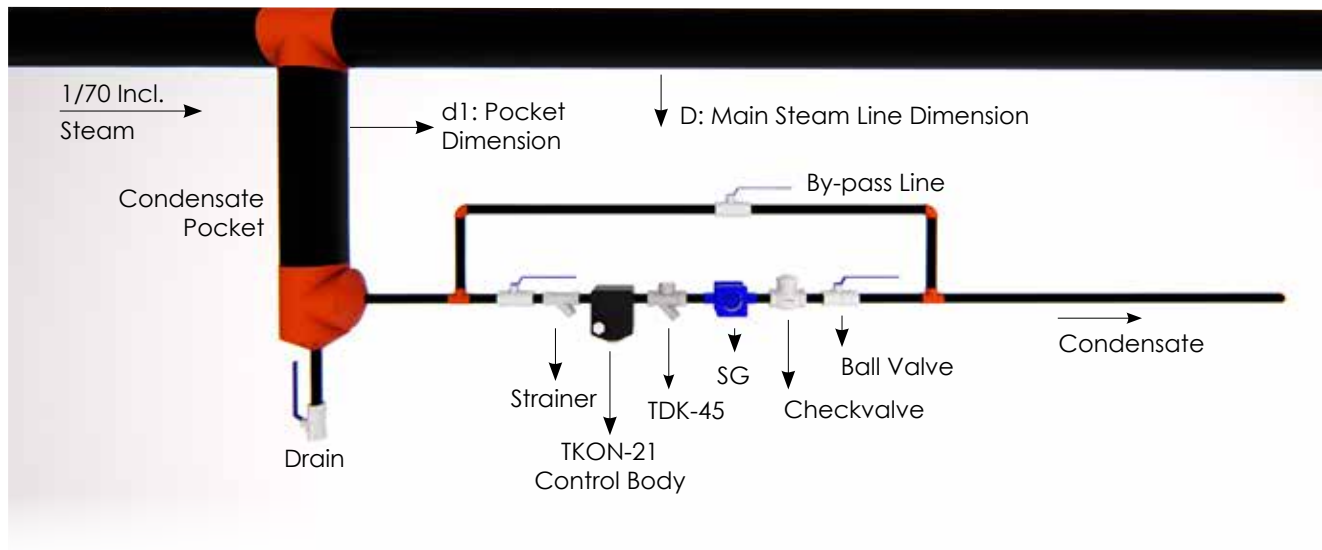 1/70 Incl.
Steam
d1: Pocket
Dimension
D: Main Steam Line Dimension
Condensate
Pocket
By-pass Line
Drain
Strainer
TKON-21
Control Body
TDK-45
SG
Checkvalve
Ball Valve
Condensate